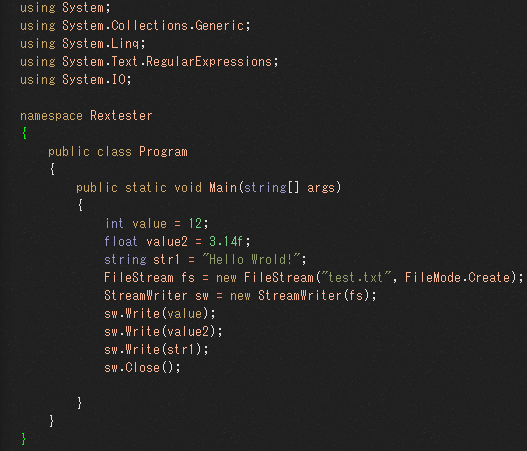 using System;
using System.Collections.Generic;
using System.Linq;
using System.Text.RegularExpressions;
using System.IO;

namespace Rextester
{
    public class Program
    {
        public static void Main(string[] args)
        {
            int value = 12;
            float value2 = 3.14f;
            string str1 = "Hello Wrold!";
            FileStream fs = new FileStream("test.txt", FileMode.Create);
            StreamWriter sw = new StreamWriter(fs);
            sw.Write(value);
            sw.Write(value2);
            sw.Write(str1);
            sw.Close();

        }
    }
}